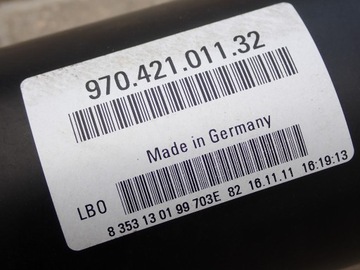 970.421.011.32
Made in Germany
LBO
8 353 13 01 99 703E 82 16.11.11 16:19:13